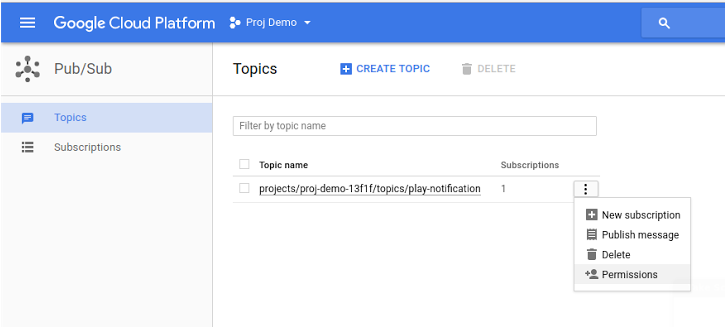 Google Cloud Platform Proj Demo
Pub/Sub
Topics CREATE TOPIC DELETE
Topics
Subscriptions
Filter by topic name
Topic name Subscriptions
projects/proj-demo-13f1f/topics/play-notification 1
New subscription
Publish message
Delete
Permissions